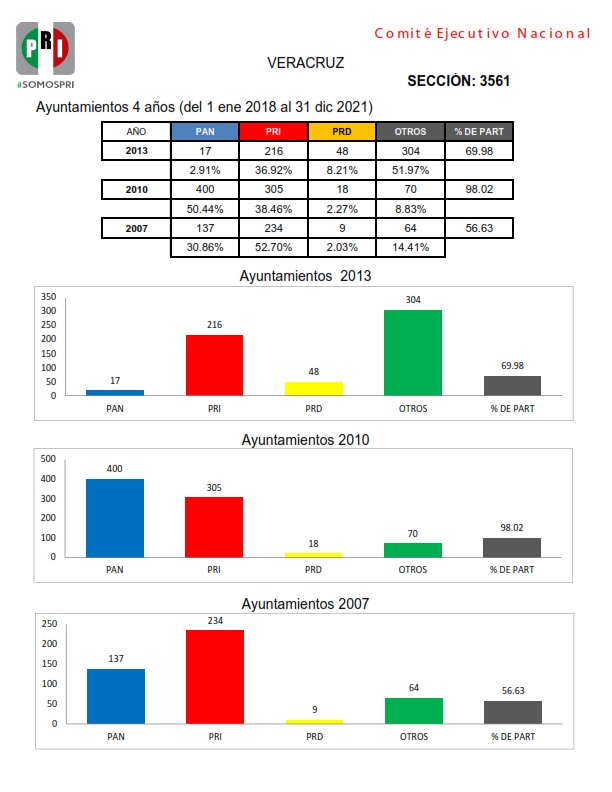 Comité Ejecutivo Nacional
PRI
#SOMOSPRI
VERACRUZ
SECCIÓN: 3561
Ayuntamientos 4 años (del 1 ene 2018 al 31 dic 2021)
AÑO PAN PRI PRD OTROS % DE PART
2013 17 216 48 304 69.98
2.91% 36.92% 8.21% 51.97%
2010 400 305 18 70 98.02
50.44% 38.46% 2.27% 8.83%
2007 137 234 9 64 56.63
30.86% 52.70% 2.03% 14.41%
Ayuntamientos 2013
350
300
250
200
150
100
50
0
17 216 48 304 69.98
PAN PRI PRD OTROS % DE PART
Ayuntamientos 2010
500
400
300
200
100
0
400 305 18 70 98.02
PAN PRI PRD OTROS % DE PART
Ayuntamientos 2007
250
200
150
100
50
0
137 234 9 64 56.63
PAN PRI PRD OTROS % DE PART